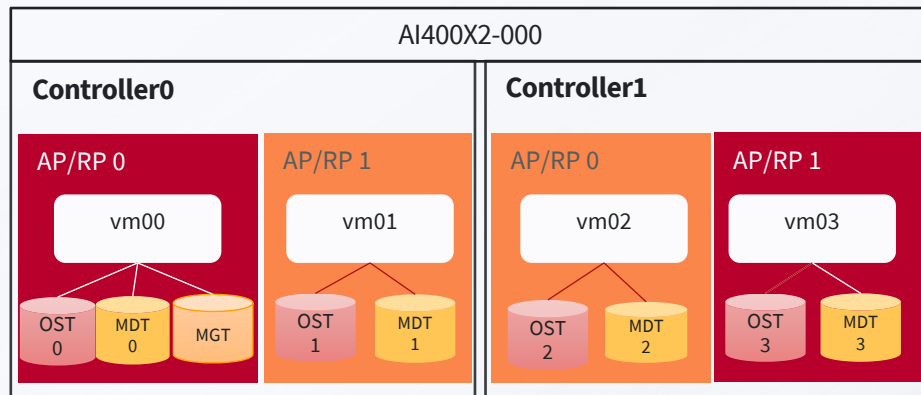 AI400X2-000
Controller0
Controller1
AP/RP 0
AP/RP 1
AP/RP 0
AP/RP 1
vm00
vm01
vm02
vm03
OST
0
MDT
0
MGT
OST
1
MDT
1
OST
2
MDT
2
OST
3
MDT
3